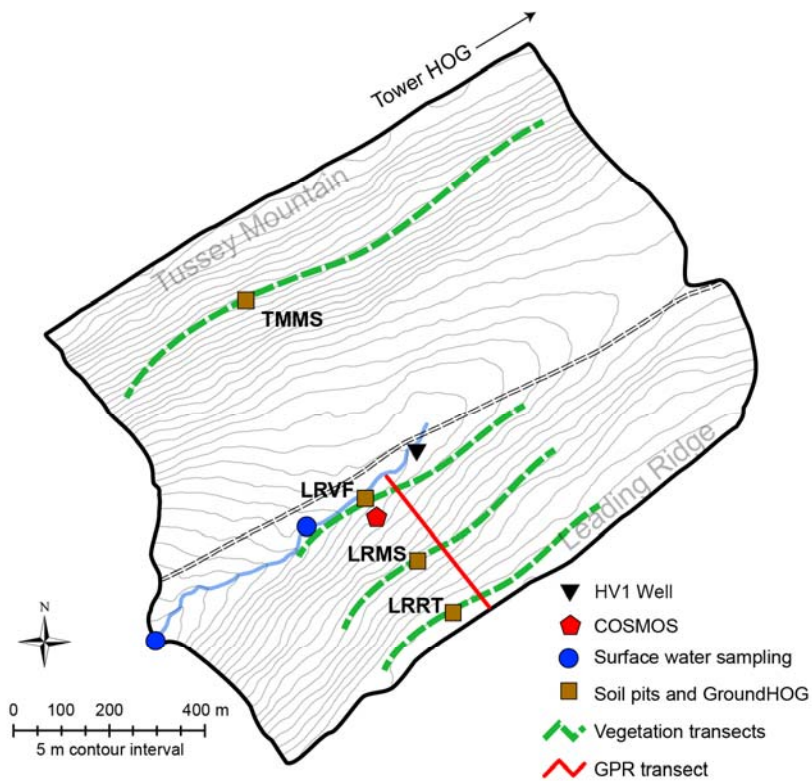 Tower HOG
Tussey Mountain
TMMS
LRVF
LRMS
LRRT
Leading Ridge
N
0 100 200 400 m
5 m contour interval
HV1 Well
COSMOS
Surface water sampling
Soil pits and GroundHOG
Vegetation transects
GPR transect